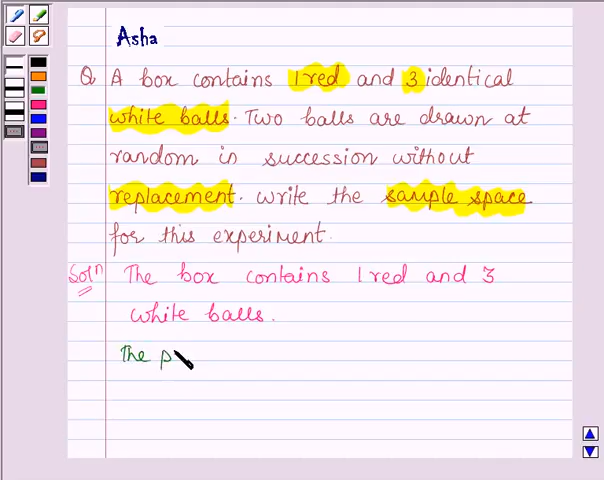 Asha
Q A box contains 1 red and 3 identical
white balls. Two balls are drawn at
random in succession without
replacement. write the sample space
for this experiment.
Solⁿ The box contains 1 red and 3
white balls.
The p